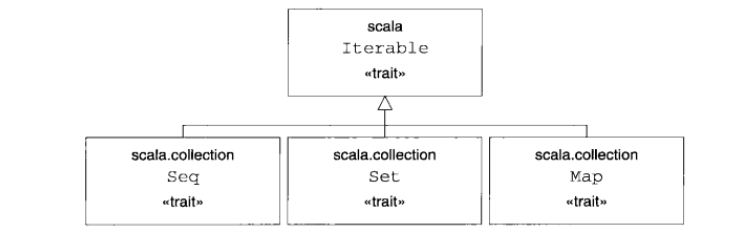 scala
Iterable
«trait»
scala.collection
Seq
«trait»
scala.collection
Set
«trait»
scala.collection
Map
«trait»